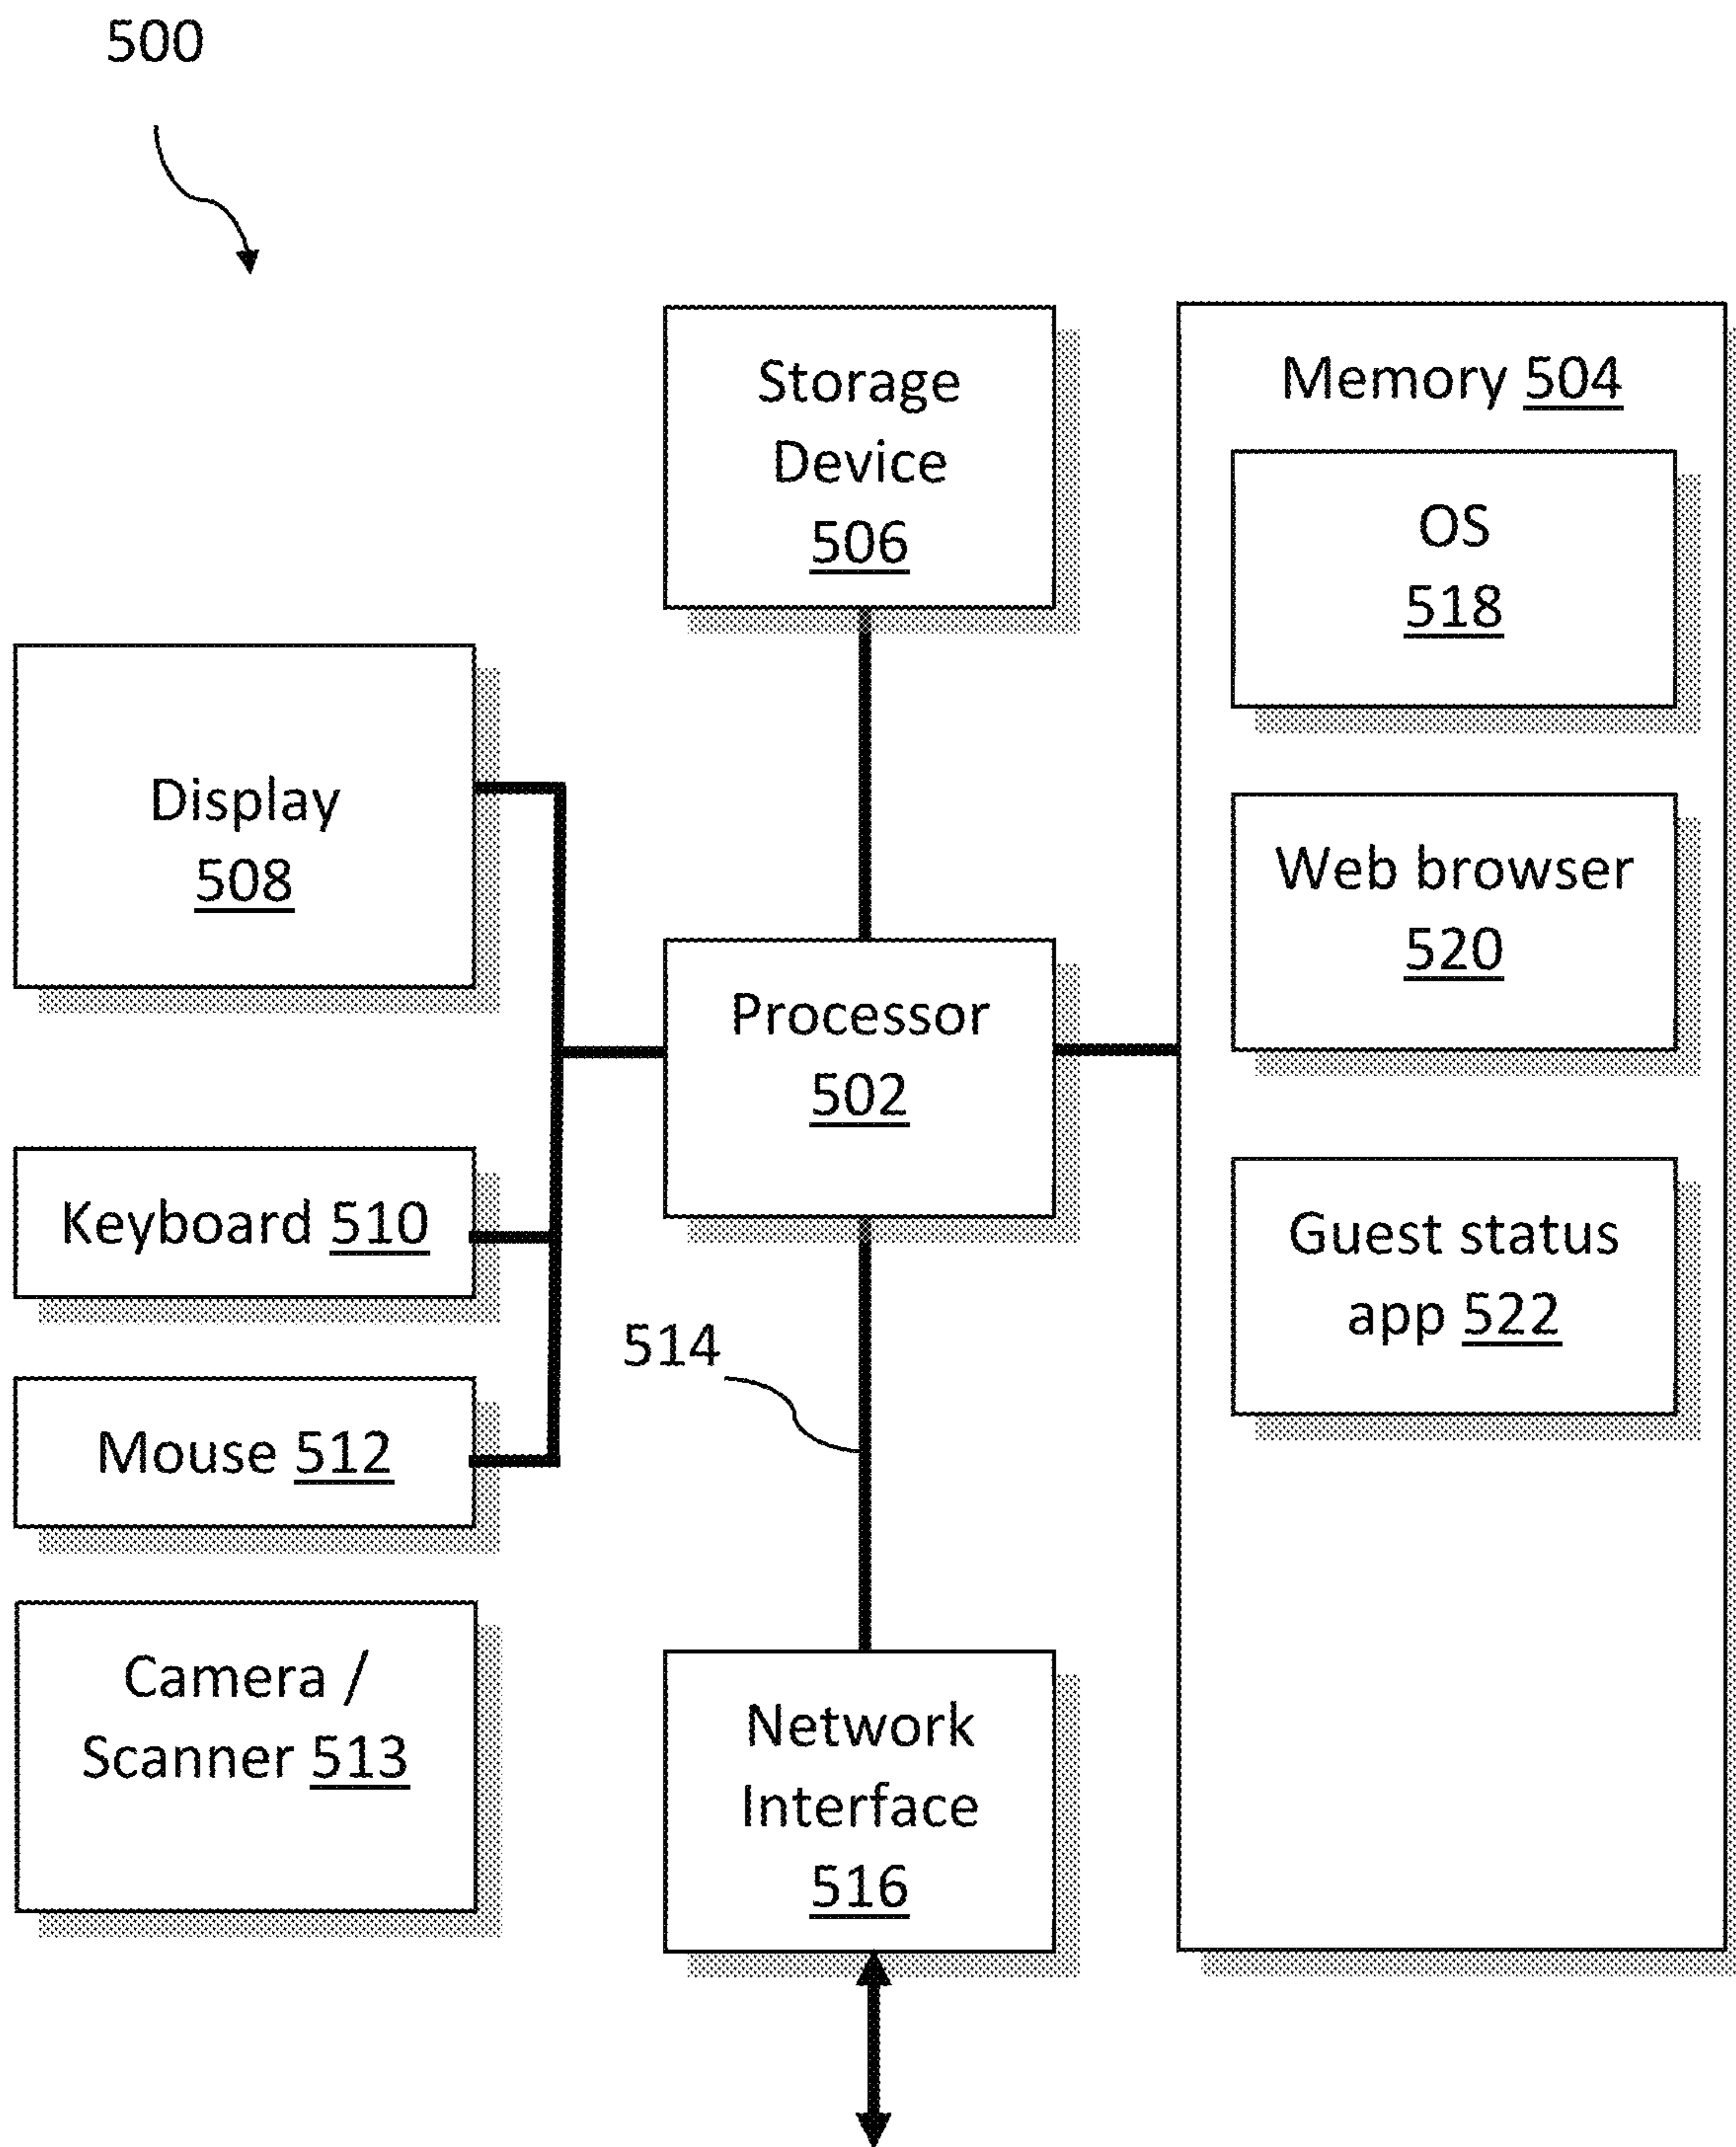 500
Storage
Device
506
Memory 504
OS
518
Display
508
Web browser
520
Processor
502
Keyboard 510
Guest status
app 522
514
Mouse 512
Camera /
Scanner 513
Network
Interface
516